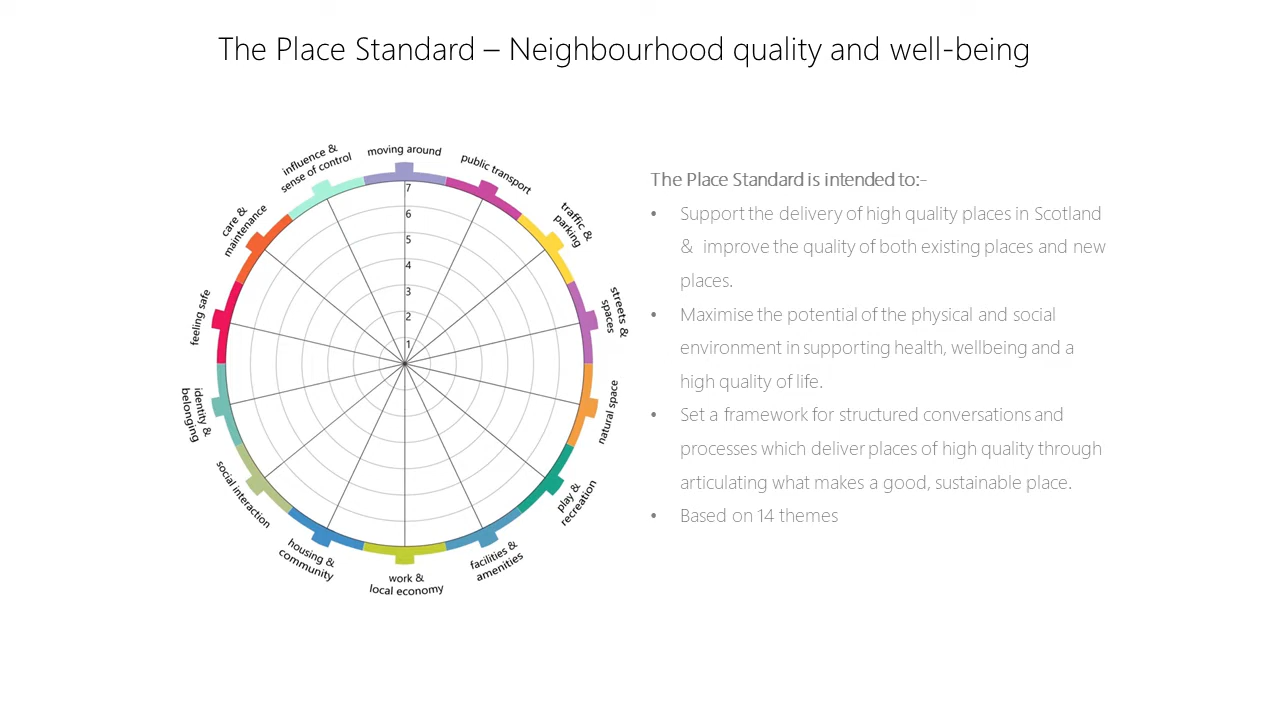 The Place Standard – Neighbourhood quality and well-being
moving around
public transport
traffic &
parking
streets &
spaces
natural space
play &
recreation
facilities &
amenities
work &
local economy
housing &
community
social interaction
identity &
belonging
feeling safe
care &
maintenance
influence &
sense of control
7
6
5
4
3
2
1
The Place Standard is intended to:-
• Support the delivery of high quality places in Scotland
& improve the quality of both existing places and new
places.
• Maximise the potential of the physical and social
environment in supporting health, wellbeing and a
high quality of life.
• Set a framework for structured conversations and
processes which deliver places of high quality through
articulating what makes a good, sustainable place.
• Based on 14 themes